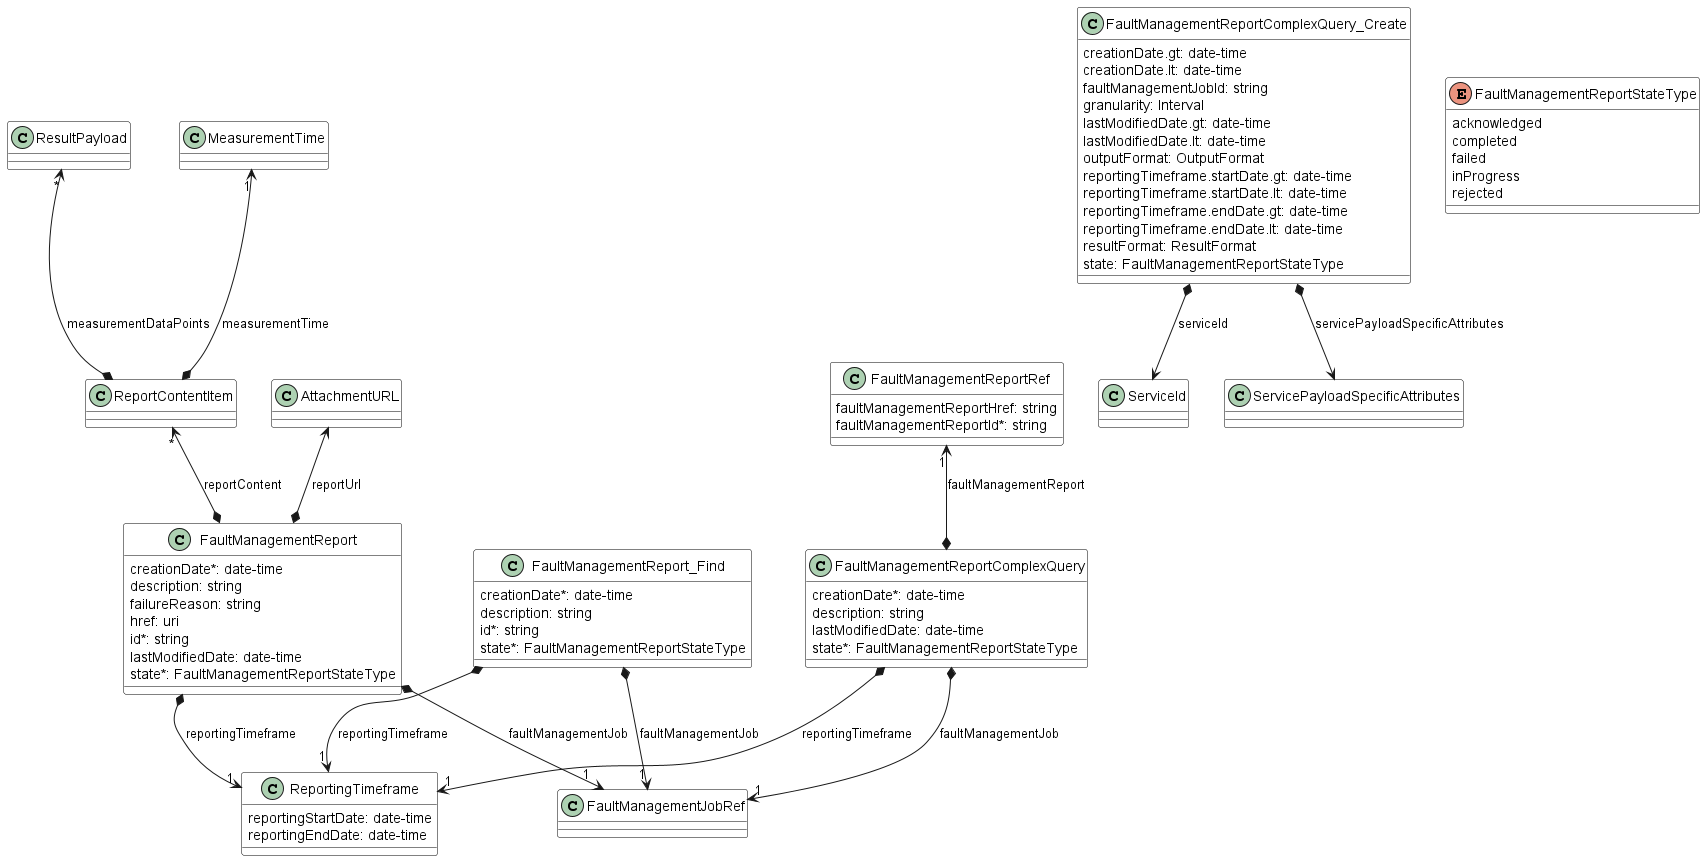 C FaultManagementReportComplexQuery_Create
creationDate.gt: date-time
creationDate.lt: date-time
faultManagementJobId: string
granularity: Interval
lastModifiedDate.gt: date-time
lastModifiedDate.lt: date-time
outputFormat: OutputFormat
reportingTimeframe.startDate.gt: date-time
reportingTimeframe.startDate.lt: date-time
reportingTimeframe.endDate.gt: date-time
reportingTimeframe.endDate.lt: date-time
resultFormat: ResultFormat
state: FaultManagementReportStateType
E FaultManagementReportStateType
acknowledged
completed
failed
inProgress
rejected
C ResultPayload
C MeasurementTime
*
1
measurementDataPoints
measurementTime
serviceId
servicePayloadSpecificAttributes
C ReportContentItem
C AttachmentURL
C FaultManagementReportRef
faultManagementReportHref: string
faultManagementReportId*: string
C ServiceId
C ServicePayloadSpecificAttributes
*
1
reportContent
reportUrl
faultManagementReport
C FaultManagementReport
creationDate*: date-time
description: string
failureReason: string
href: uri
id*: string
lastModifiedDate: date-time
state*: FaultManagementReportStateType
C FaultManagementReport_Find
creationDate*: date-time
description: string
id*: string
state*: FaultManagementReportStateType
C FaultManagementReportComplexQuery
creationDate*: date-time
description: string
lastModifiedDate: date-time
state*: FaultManagementReportStateType
reportingTimeframe
reportingTimeframe
faultManagementJob
faultManagementJob
reportingTimeframe
faultManagementJob
1
1
1
1
1
1
C ReportingTimeframe
reportingStartDate: date-time
reportingEndDate: date-time
C FaultManagementJobRef